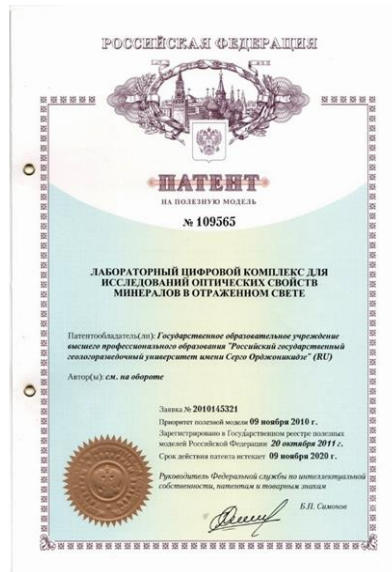 РОССИЙСКАЯ ФЕДЕРАЦИЯ
ПАТЕНТ
НА ПОЛЕЗНУЮ МОДЕЛЬ
№ 109565
ЛАБОРАТОРНЫЙ ЦИФРОВОЙ КОМПЛЕКС ДЛЯ
ИССЛЕДОВАНИЙ ОПТИЧЕСКИХ СВОЙСТВ
МИНЕРАЛОВ В ОТРАЖЕННОМ СВЕТЕ
Патентообладатель(ли): Государственное образовательное учреждение
высшего профессионального образования "Российский государственный
геологоразведочный университет имени Серго Орджоникидзе" (RU)
Автор(ы): см. на обороте
Заявка № 2010145321
Приоритет полезной модели 09 ноября 2010 г.
Зарегистрировано в Государственном реестре полезных
моделей Российской Федерации 20 октября 2011 г.
Срок действия патента истекает 09 ноября 2020 г.
Руководитель Федеральной службы по интеллектуальной
собственности, патентам и товарным знакам
Б.П. Симонов